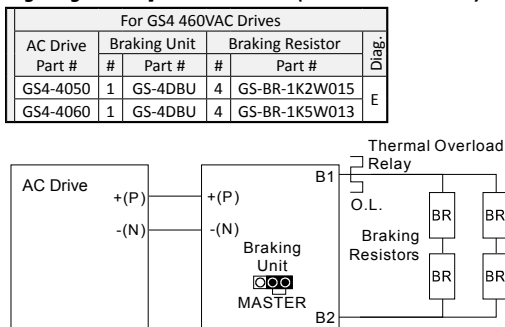 For GS4 460VAC Drives
AC Drive Part # Braking Unit Braking Resistor Diag.
# Part # # Part #
GS4-4050 1 GS-4DBU 4 GS-BR-1K2W015 E
GS4-4060 1 GS-4DBU 4 GS-BR-1K5W013
Thermal Overload
Relay
B1
AC Drive
+(P) +(P)
O.L.
BR BR
-(N) -(N)
Braking
Resistors
Braking
Unit
BR BR
MASTER
B2